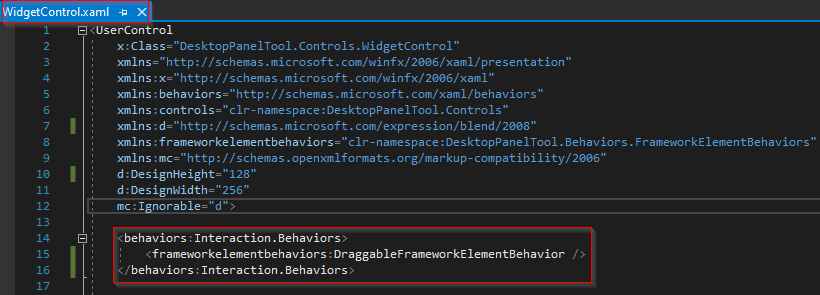 WidgetControl.xaml
1 <UserControl
2 x:Class="DesktopPanelTool.Controls.WidgetControl"
3 xmlns="http://schemas.microsoft.com/winfx/2006/xaml/presentation"
4 xmlns:x="http://schemas.microsoft.com/winfx/2006/xaml"
5 xmlns:behaviors="http://schemas.microsoft.com/xaml/behaviors"
6 xmlns:controls="clr-namespace:DesktopPanelTool.Controls"
7 xmlns:d="http://schemas.microsoft.com/expression/blend/2008"
8 xmlns:frameworkelementbehaviors="clr-namespace:DesktopPanelTool.Behaviors.FrameworkElementBehaviors"
9 xmlns:mc="http://schemas.openxmlformats.org/markup-compatibility/2006"
10 d:DesignHeight="128"
11 d:DesignWidth="256"
12 mc:Ignorable="d">
13
14 <behaviors:Interaction.Behaviors>
15 <frameworkelementbehaviors:DraggableFrameworkElementBehavior />
16 </behaviors:Interaction.Behaviors>
17